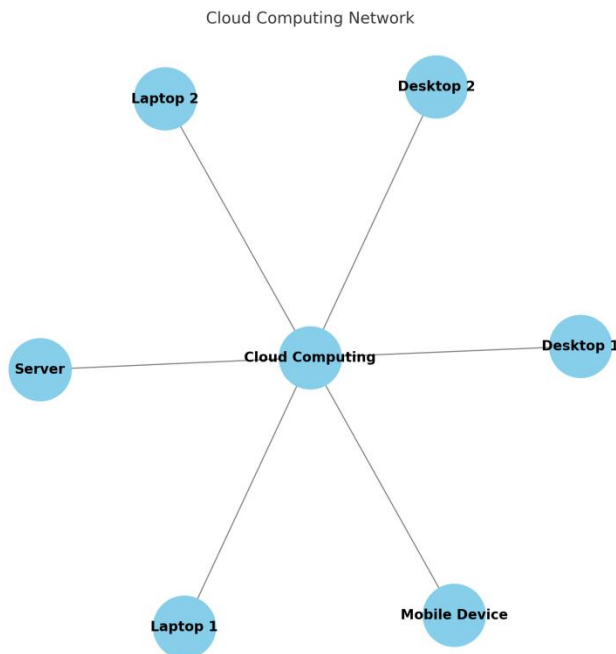 Cloud Computing Network
Laptop 2
Desktop 2
Server
Cloud Computing
Desktop 1
Laptop 1
Mobile Device